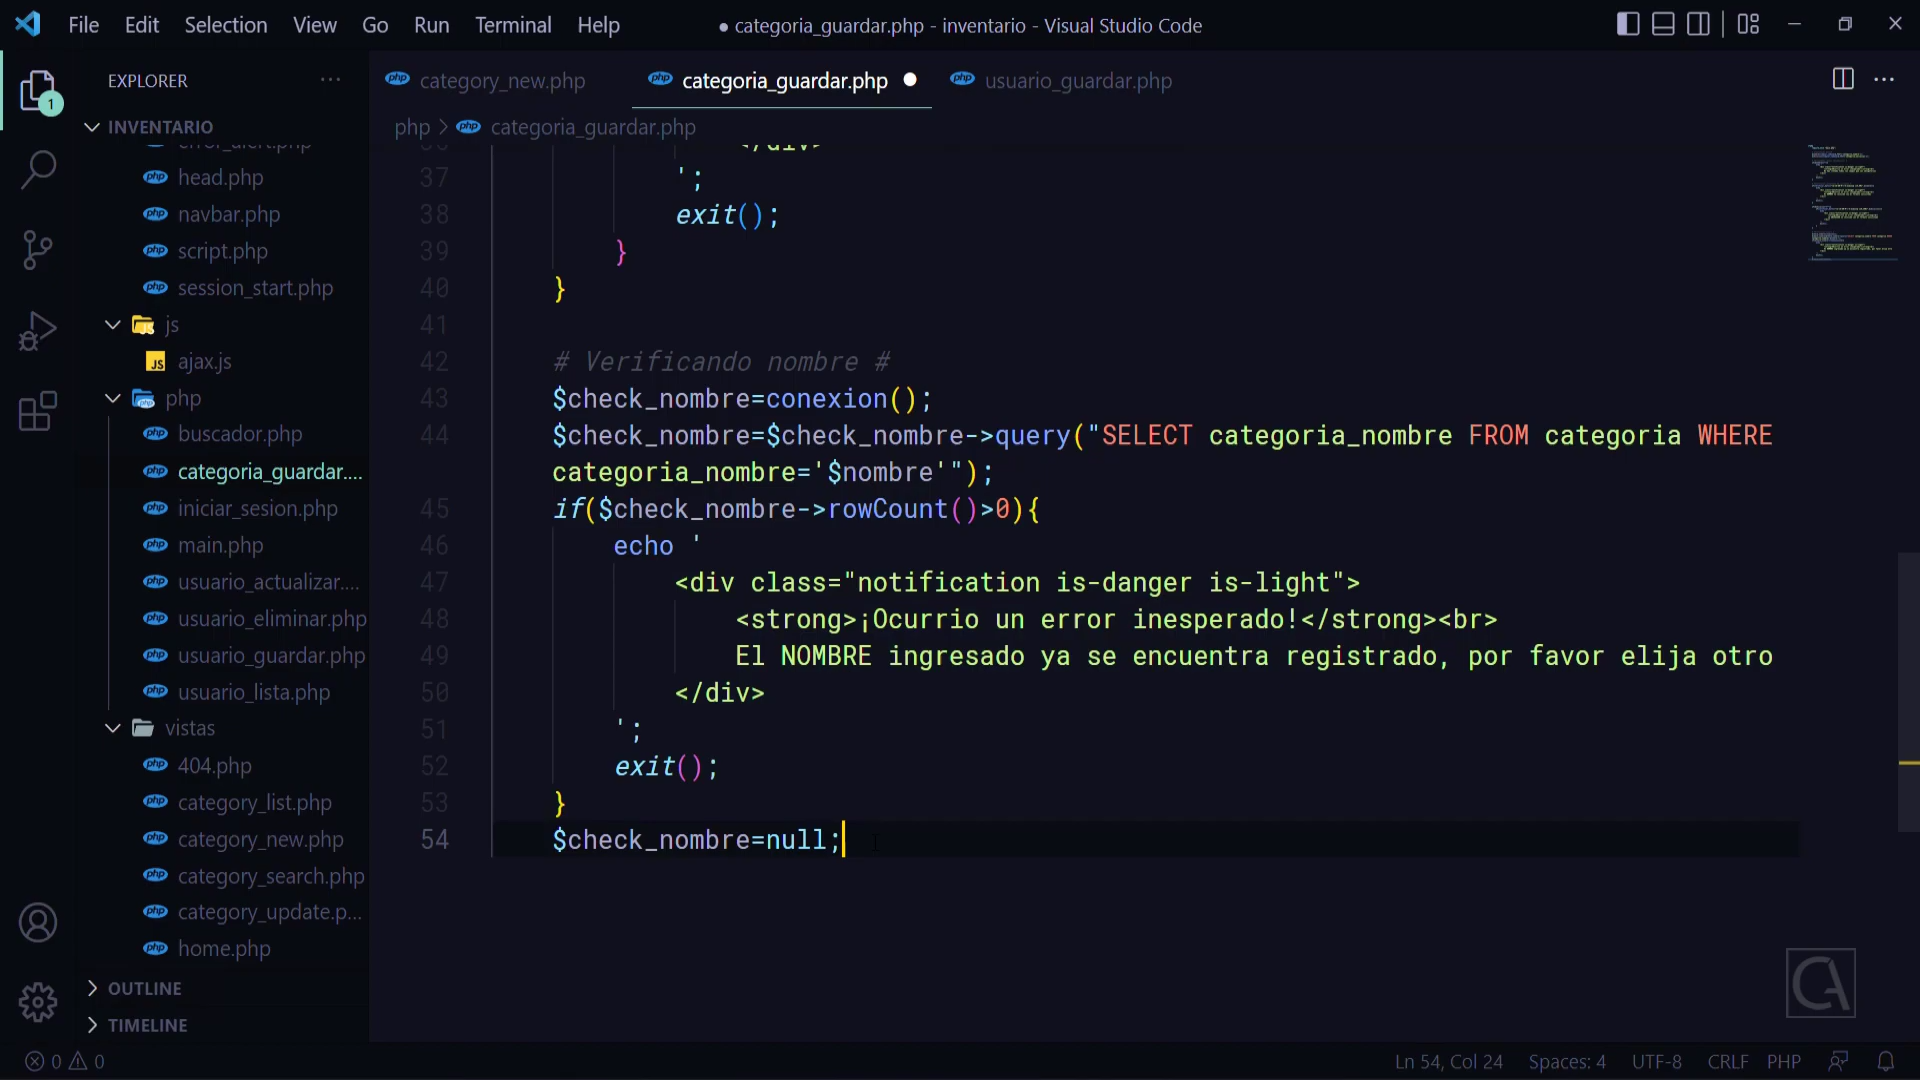 File Edit Selection View Go Run Terminal Help
● categoria_guardar.php - inventario - Visual Studio Code
EXPLORER
1
INVENTARIO
error_alert.php
head.php
navbar.php
script.php
session_start.php
js
JS ajax.js
php
buscador.php
categoria_guardar....
iniciar_sesion.php
main.php
usuario_actualizar....
usuario_eliminar.php
usuario_guardar.php
usuario_lista.php
vistas
404.php
category_list.php
category_new.php
category_search.php
category_update.p...
home.php
OUTLINE
TIMELINE
category_new.php
categoria_guardar.php
usuario_guardar.php
php > categoria_guardar.php
36 </div>
37 ';
38 exit();
39 }
40 }
41
42 # Verificando nombre #
43 $check_nombre=conexion();
44 $check_nombre=$check_nombre->query("SELECT categoria_nombre FROM categoria WHERE
categoria_nombre='$nombre'");
45 if($check_nombre->rowCount()>0){
46 echo '
47 <div class="notification is-danger is-light">
48 <strong>¡Ocurrio un error inesperado!</strong><br>
49 El NOMBRE ingresado ya se encuentra registrado, por favor elija otro
50 </div>
51 ';
52 exit();
53 }
54 $check_nombre=null;
CA
0 0
Ln 54, Col 24 Spaces: 4 UTF-8 CRLF PHP